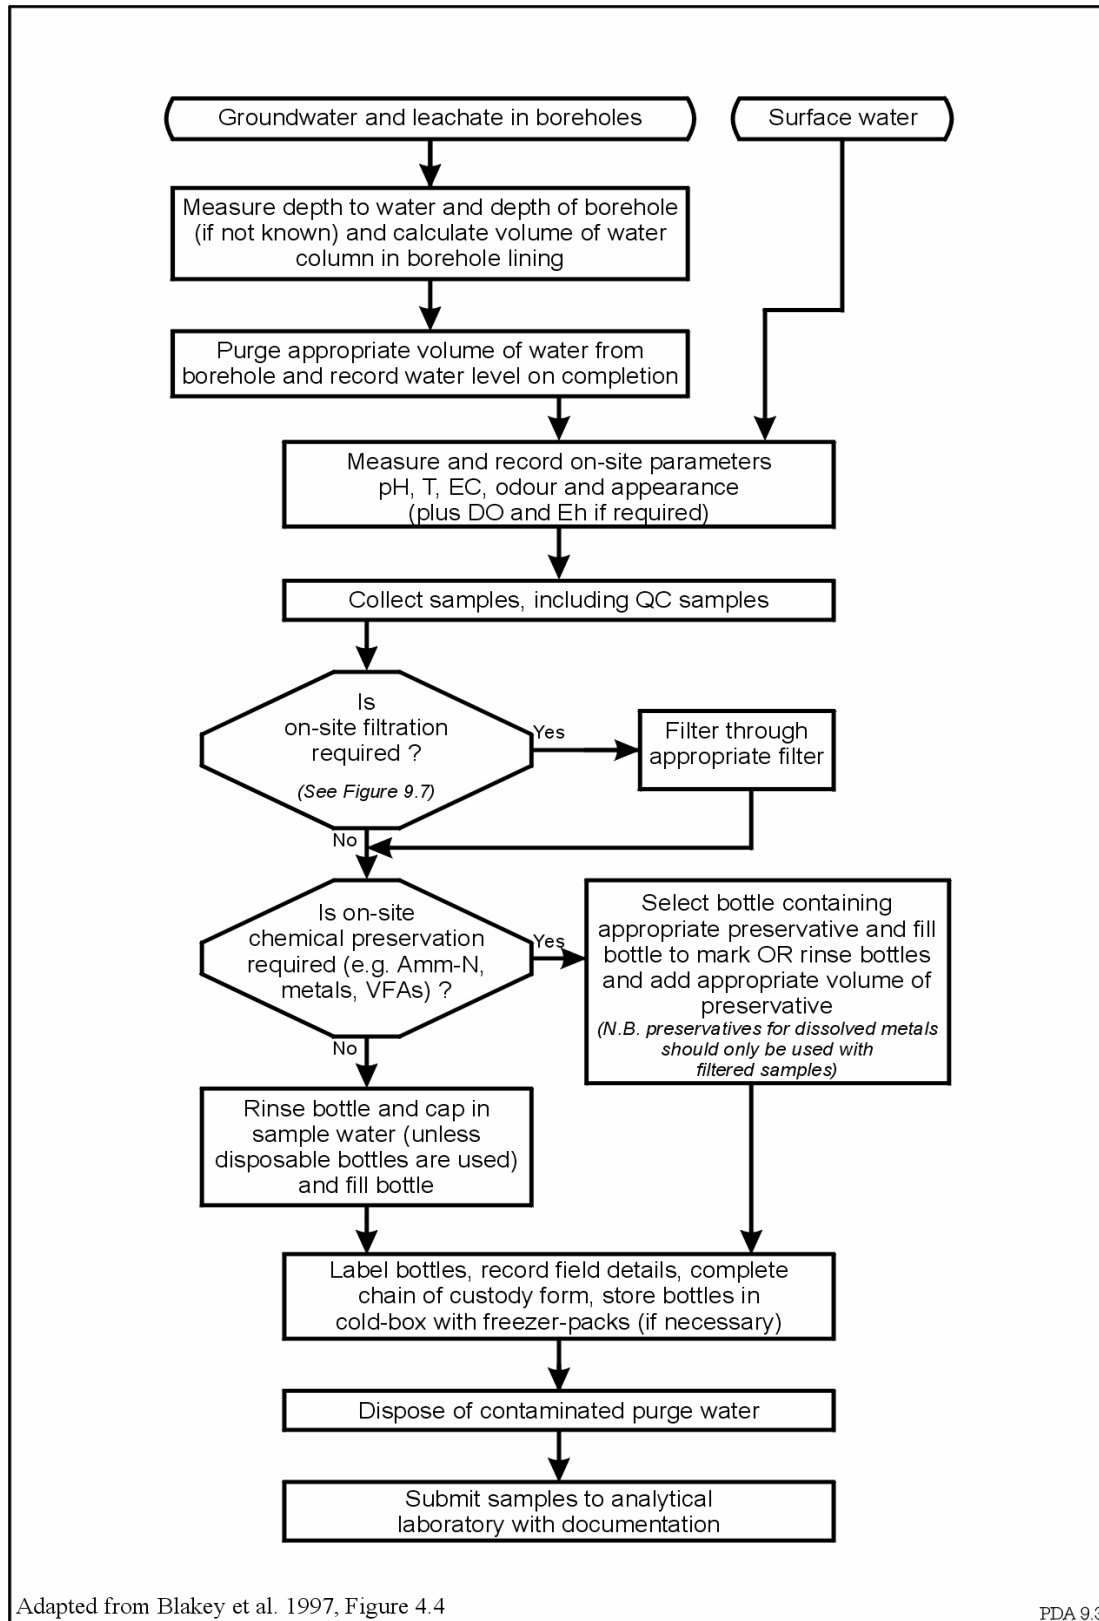 Groundwater and leachate in boreholes
Surface water
Measure depth to water and depth of borehole
(if not known) and calculate volume of water
column in borehole lining
Purge appropriate volume of water from
borehole and record water level on completion
Measure and record on-site parameters
pH, T, EC, odour and appearance
(plus DO and Eh if required)
Collect samples, including QC samples
Is
on-site filtration
required ?
(See Figure 9.7)
Yes
Filter through
appropriate filter
No
Is on-site
chemical preservation
required (e.g. Amm-N,
metals, VFAs) ?
Yes
Select bottle containing
appropriate preservative and fill
bottle to mark OR rinse bottles
and add appropriate volume of
preservative
(N.B. preservatives for dissolved metals
should only be used with
filtered samples)
No
Rinse bottle and cap in
sample water (unless
disposable bottles are used)
and fill bottle
Label bottles, record field details, complete
chain of custody form, store bottles in
cold-box with freezer-packs (if necessary)
Dispose of contaminated purge water
Submit samples to analytical
laboratory with documentation
Adapted from Blakey et al. 1997, Figure 4.4
PDA 9.3